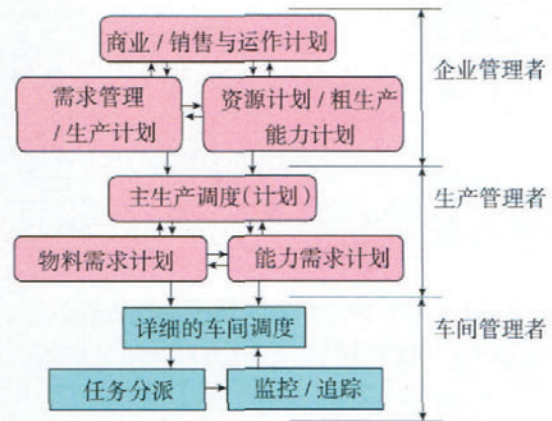 商业 / 销售与运作计划
企业管理者
需求管理
/ 生产计划
资源计划 / 粗生产
能力计划
主生产调度(计划)
生产管理者
物料需求计划
能力需求计划
详细的车间调度
车间管理者
任务分派
监控 / 追踪